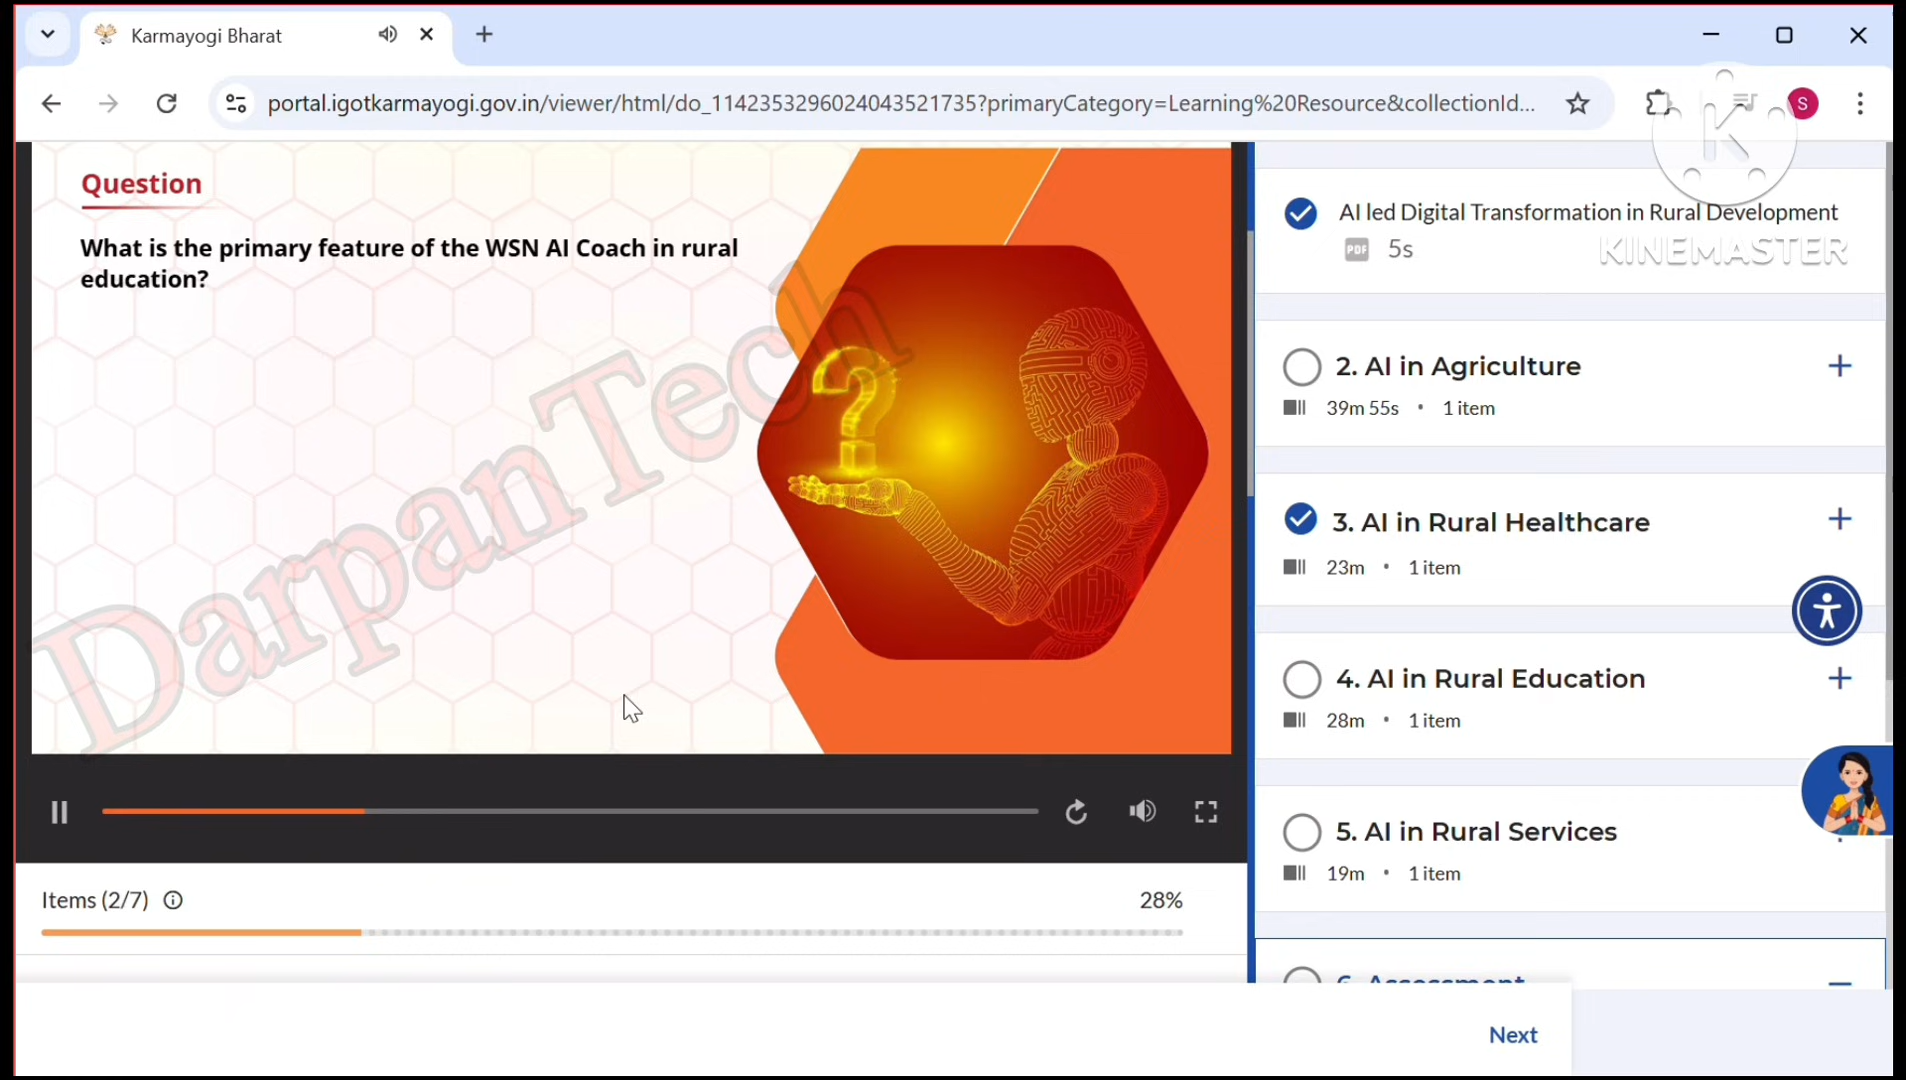 Karmayogi Bharat
portal.igotkarmayogi.gov.in/viewer/html/do_1142353296024043521735?primaryCategory=Learning%20Resource&collectionId...
S
K
KINEMASTER
Question
What is the primary feature of the WSN AI Coach in rural
education?
DarpanTech
Items (2/7)
28%
AI led Digital Transformation in Rural Development
PDF 5s
2. AI in Agriculture
39m 55s • 1 item
3. AI in Rural Healthcare
23m • 1 item
4. AI in Rural Education
28m • 1 item
5. AI in Rural Services
19m • 1 item
6. Assessment
Next